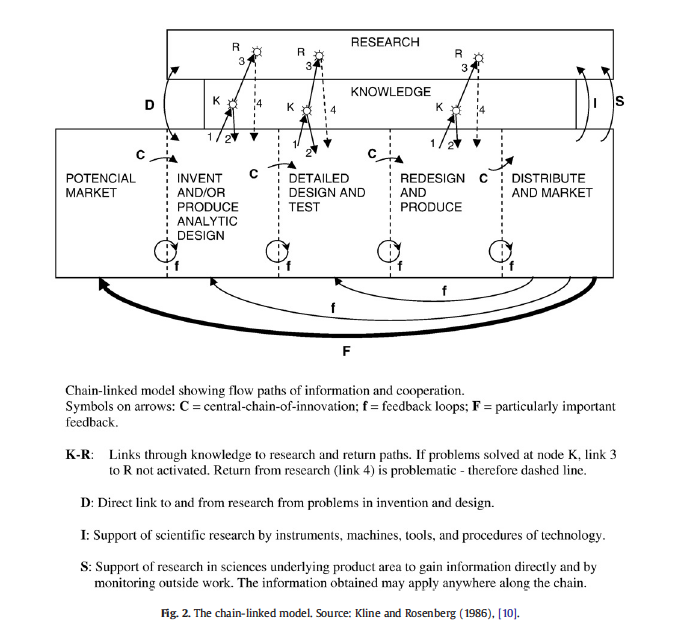 RESEARCH
R
R
R
3
3
3
KNOWLEDGE
K
K
K
4
4
4
D
I
S
1
2
1
2
1
2
C
C
C
C
POTENCIAL
MARKET
INVENT
AND/OR
PRODUCE
ANALYTIC
DESIGN
DETAILED
DESIGN AND
TEST
REDESIGN
AND
PRODUCE
DISTRIBUTE
AND MARKET
f
f
f
f
f
f
F
Chain-linked model showing flow paths of information and cooperation.
Symbols on arrows: C = central-chain-of-innovation; f = feedback loops; F = particularly important
feedback.
K-R: Links through knowledge to research and return paths. If problems solved at node K, link 3
to R not activated. Return from research (link 4) is problematic - therefore dashed line.
D: Direct link to and from research from problems in invention and design.
I: Support of scientific research by instruments, machines, tools, and procedures of technology.
S: Support of research in sciences underlying product area to gain information directly and by
monitoring outside work. The information obtained may apply anywhere along the chain.
Fig. 2. The chain-linked model. Source: Kline and Rosenberg (1986), [10].